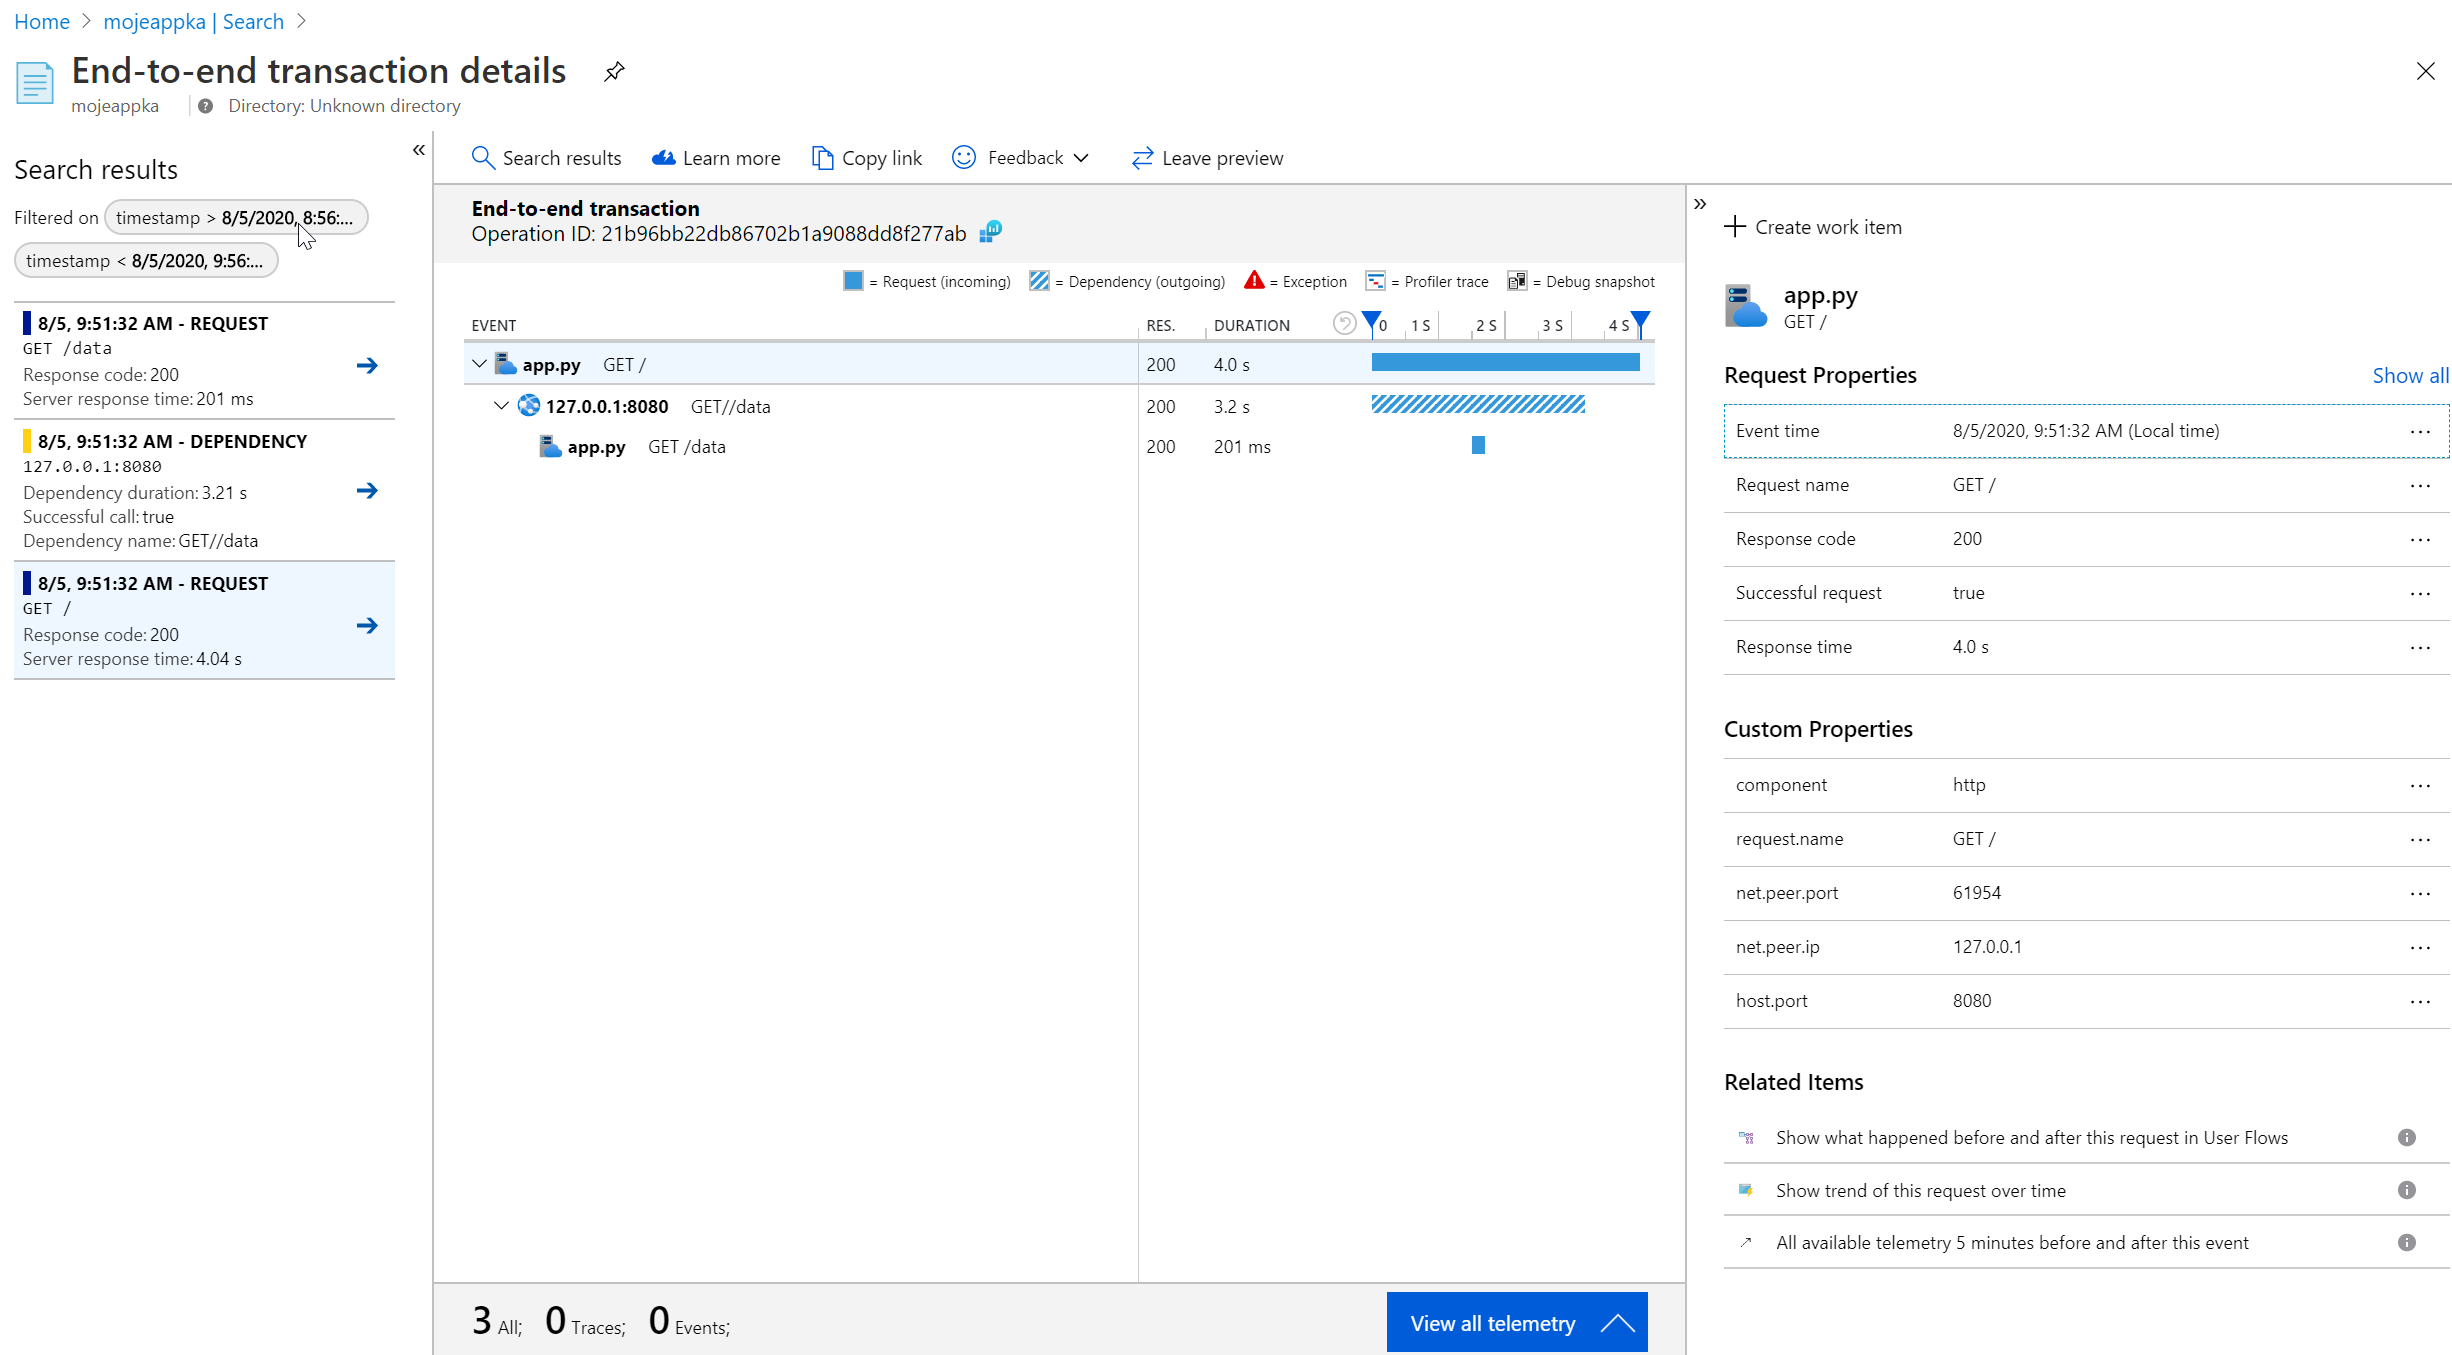 Home > mojeappka | Search >
End-to-end transaction details
mojeappka | Directory: Unknown directory
«
Search results
Filtered on timestamp > 8/5/2020, 8:56:...
timestamp < 8/5/2020, 9:56:...
8/5, 9:51:32 AM - REQUEST
GET /data
Response code: 200
Server response time: 201 ms
8/5, 9:51:32 AM - DEPENDENCY
127.0.0.1:8080
Dependency duration: 3.21 s
Successful call: true
Dependency name: GET//data
8/5, 9:51:32 AM - REQUEST
GET /
Response code: 200
Server response time: 4.04 s
Search results Learn more Copy link Feedback Leave preview
End-to-end transaction
Operation ID: 21b96bb22db86702b1a9088dd8f277ab
= Request (incoming) = Dependency (outgoing) = Exception = Profiler trace = Debug snapshot
EVENT RES. DURATION 0 1 S 2 S 3 S 4 S
app.py GET / 200 4.0 s
127.0.0.1:8080 GET//data 200 3.2 s
app.py GET /data 200 201 ms
3 All; 0 Traces; 0 Events;
View all telemetry
»
Create work item
app.py
GET /
Request Properties Show all
Event time 8/5/2020, 9:51:32 AM (Local time) ...
Request name GET / ...
Response code 200 ...
Successful request true ...
Response time 4.0 s ...
Custom Properties
component http ...
request.name GET / ...
net.peer.port 61954 ...
net.peer.ip 127.0.0.1 ...
host.port 8080 ...
Related Items
Show what happened before and after this request in User Flows
Show trend of this request over time
All available telemetry 5 minutes before and after this event